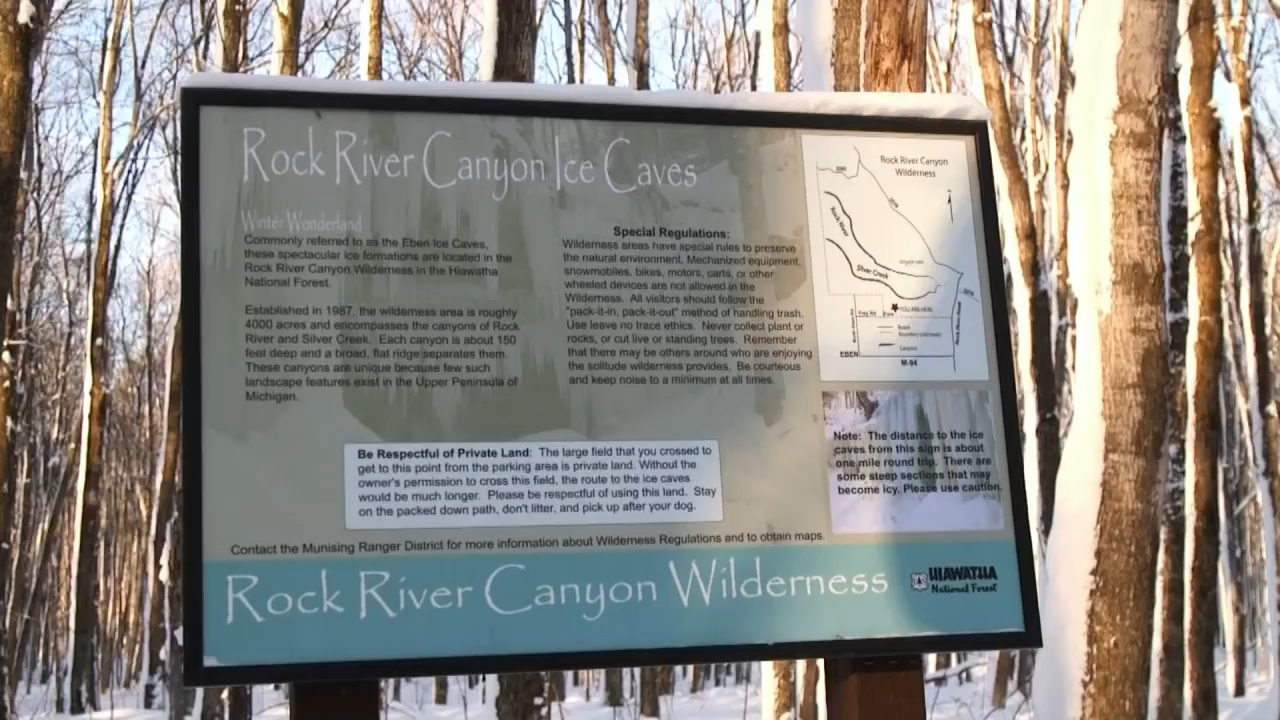 Rock River Canyon Ice Caves
Winter Wonderland
Commonly referred to as the Eben Ice Caves,
these spectacular ice formations are located in the
Rock River Canyon Wilderness in the Hiawatha
National Forest.
Established in 1987, the wilderness area is roughly
4000 acres and encompasses the canyons of Rock
River and Silver Creek. Each canyon is about 150
feet deep and a broad, flat ridge separates them.
These canyons are unique because few such
landscape features exist in the Upper Peninsula of
Michigan.
Special Regulations:
Wilderness areas have special rules to preserve
the natural environment. Mechanized equipment,
snowmobiles, bikes, motors, carts, or other
wheeled devices are not allowed in the
Wilderness. All visitors should follow the
"pack-it-in, pack-it-out" method of handling trash.
Use leave no trace ethics. Never collect plant or
rocks, or cut live or standing trees. Remember
that there may be others around who are enjoying
the solitude wilderness provides. Be courteous
and keep noise to a minimum at all times.
Rock River Canyon
Wilderness
Rock River
Silver Creek
YOU ARE HERE
Roads
Canyons
EBEN
M-94
Be Respectful of Private Land: The large field that you crossed to
get to this point from the parking area is private land. Without the
owner's permission to cross this field, the route to the ice caves
would be much longer. Please be respectful of using this land. Stay
on the packed down path, don't litter, and pick up after your dog.
Note: The distance to the ice
caves from this sign is about
one mile round trip. There are
some steep sections that may
become icy. Please use caution.
Contact the Munising Ranger District for more information about Wilderness Regulations and to obtain maps.
Rock River Canyon Wilderness
HIAWATHA
National Forest